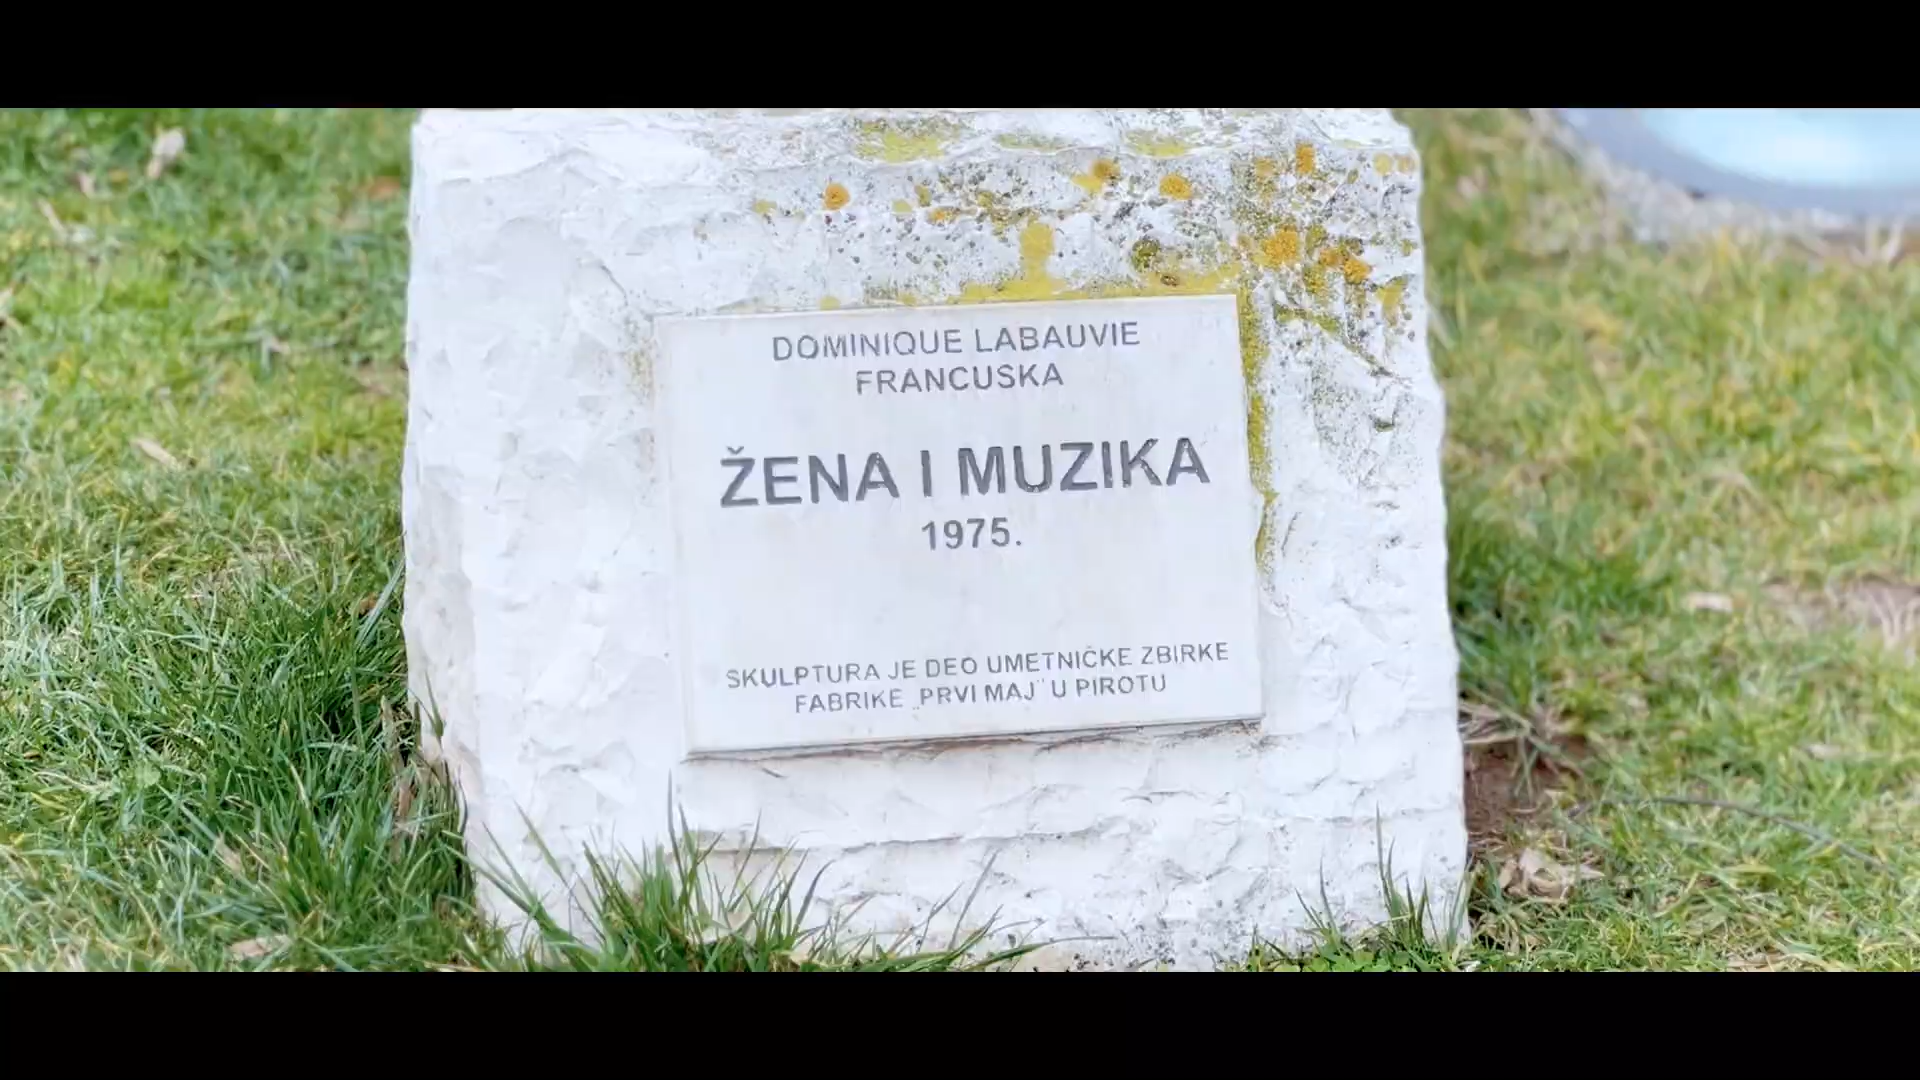 DOMINIQUE LABAUVIE
FRANCUSKA
ŽENA I MUZIKA
1975.
SKULPTURA JE DEO UMETNIČKE ZBIRKE
FABRIKE „PRVI MAJ" U PIROTU